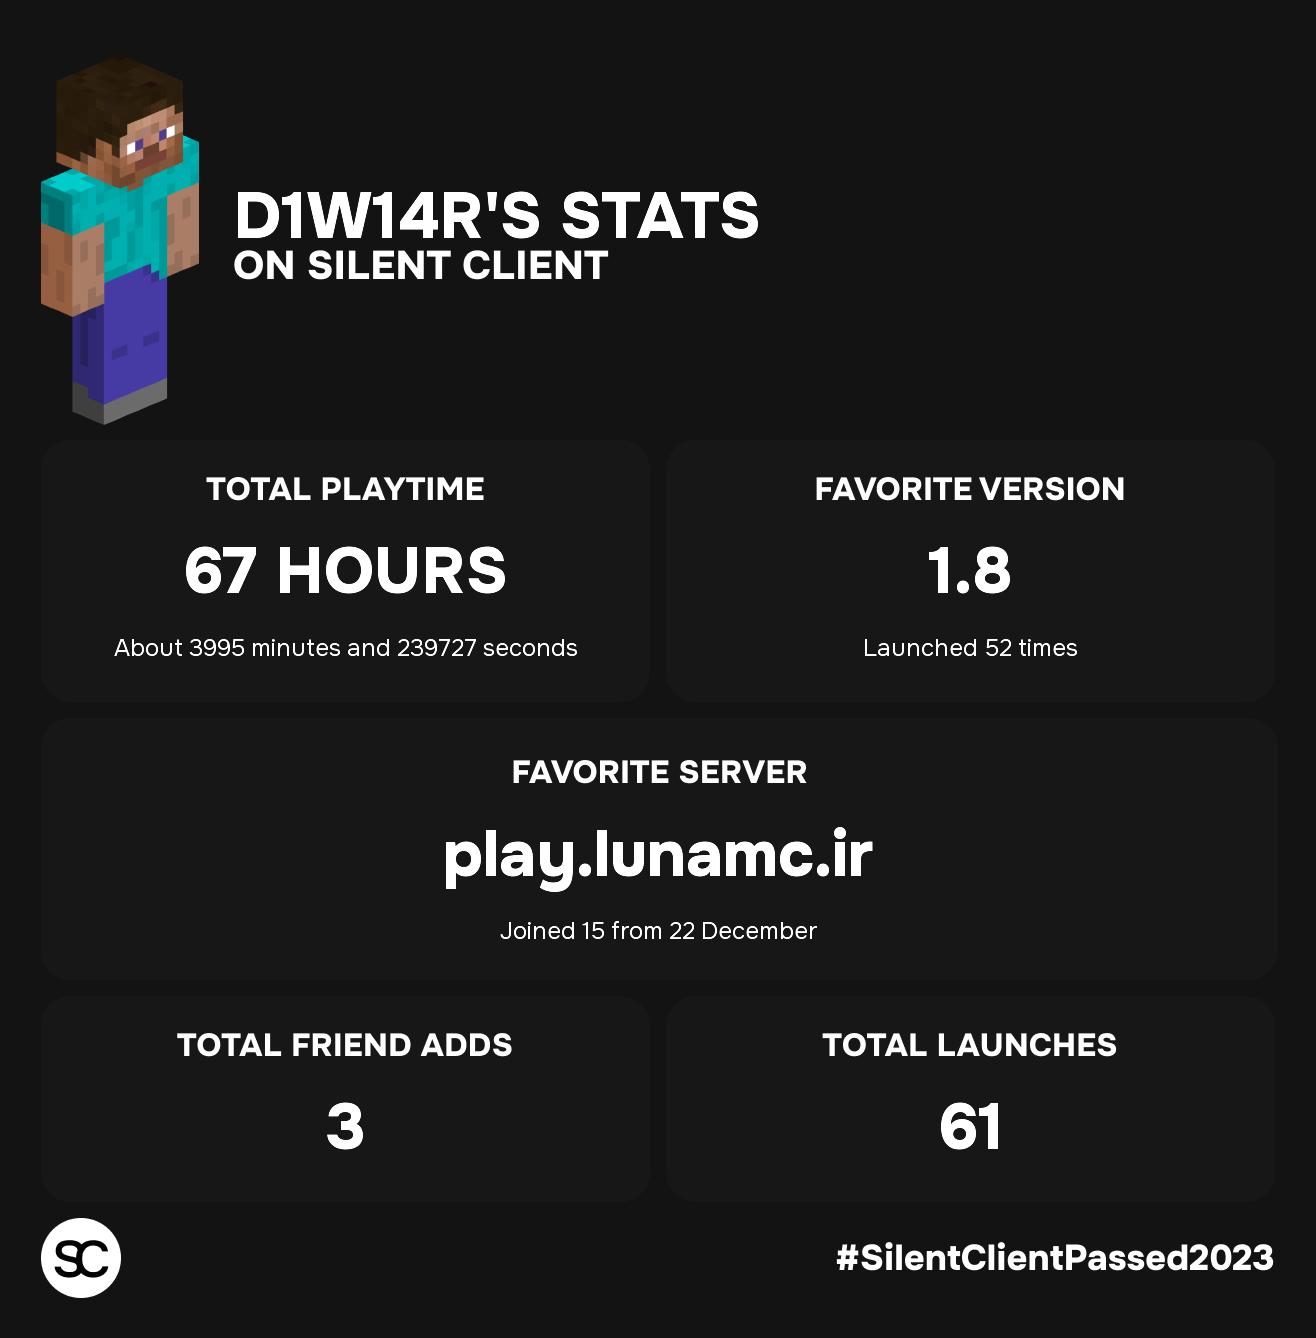 D1W14R'S STATS
ON SILENT CLIENT
TOTAL PLAYTIME
67 HOURS
About 3995 minutes and 239727 seconds
FAVORITE VERSION
1.8
Launched 52 times
FAVORITE SERVER
play.lunamc.ir
Joined 15 from 22 December
TOTAL FRIEND ADDS
3
TOTAL LAUNCHES
61
SC
#SilentClientPassed2023